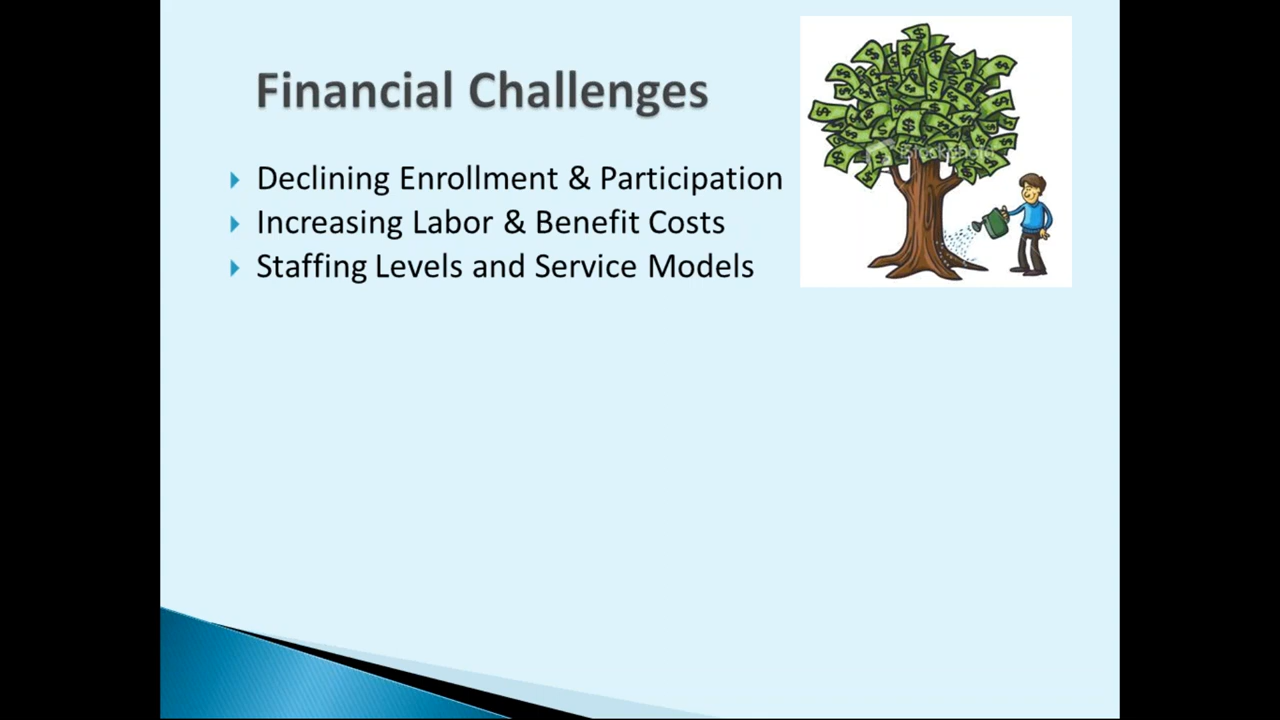 Financial Challenges
Declining Enrollment & Participation
Increasing Labor & Benefit Costs
Staffing Levels and Service Models